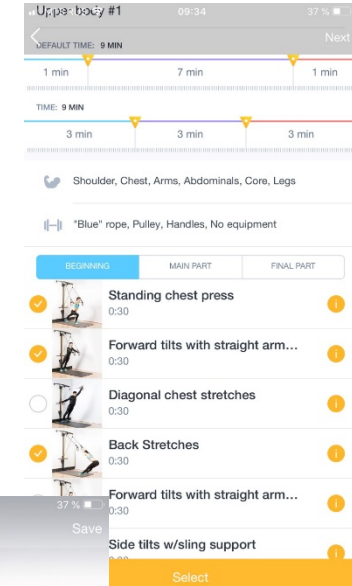 Upper body #1
09:34
37 %
Next
DEFAULT TIME: 9 MIN
1 min 7 min 1 min
TIME: 9 MIN
3 min 3 min 3 min
Shoulder, Chest, Arms, Abdominals, Core, Legs
"Blue" rope, Pulley, Handles, No equipment
BEGINNING MAIN PART FINAL PART
Standing chest press
0:30
Forward tilts with straight arm...
0:30
Diagonal chest stretches
0:30
Back Stretches
0:30
Forward tilts with straight arm...
0:30
37 %
Save
Side tilts w/sling support
Select